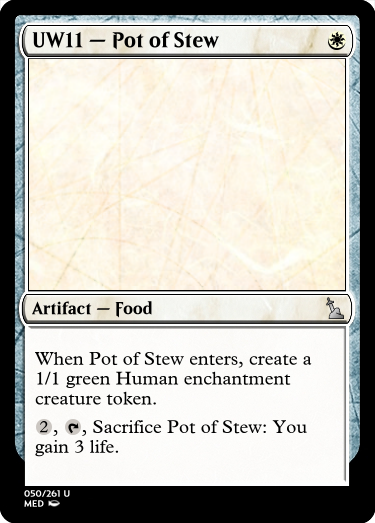 UW11 — Pot of Stew
Artifact — Food
When Pot of Stew enters, create a
1/1 green Human enchantment
creature token.
2, T, Sacrifice Pot of Stew: You
gain 3 life.
050/261 U
MED